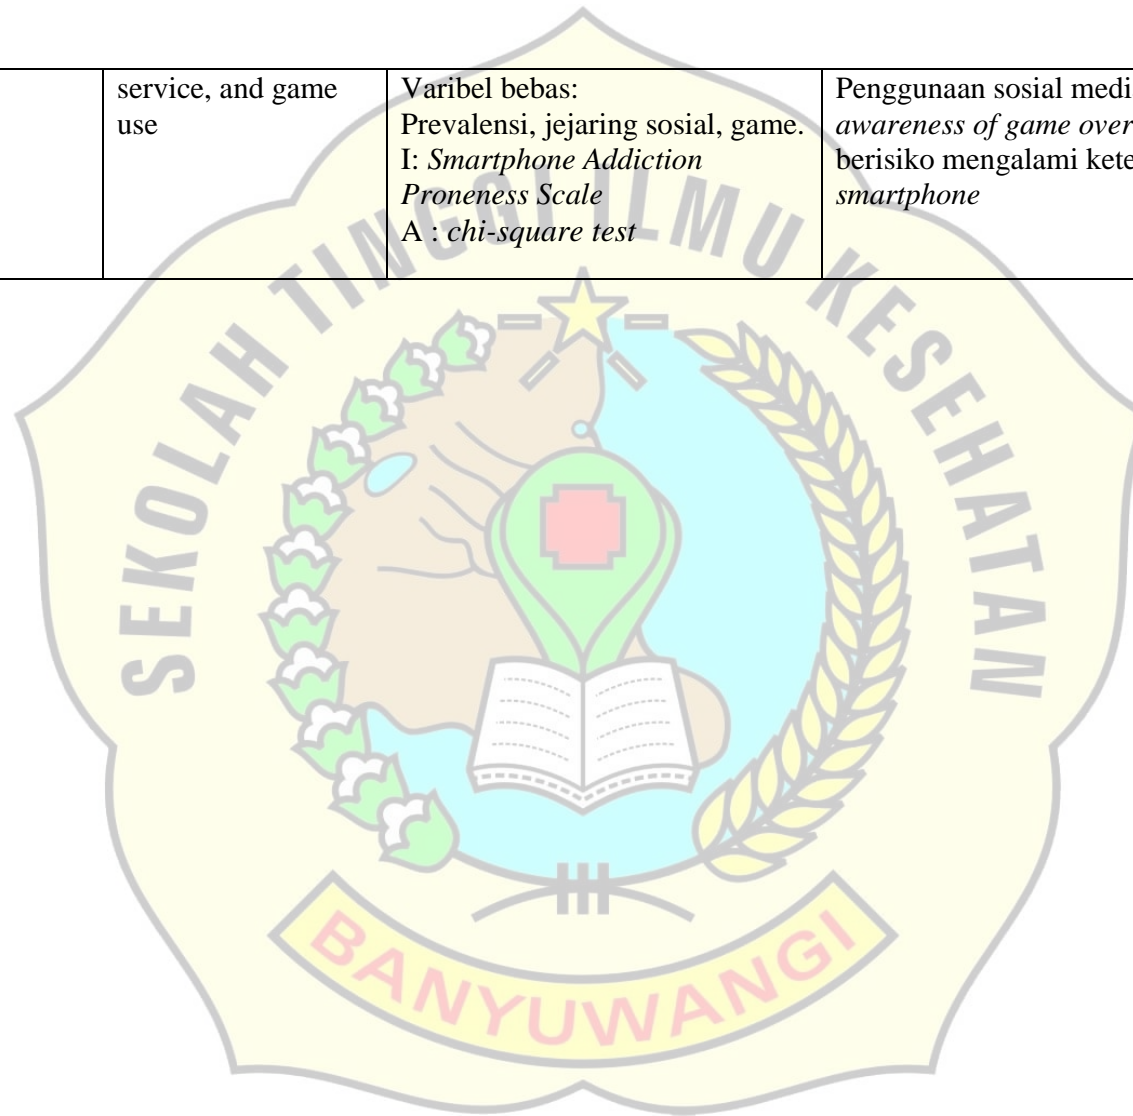 service, and game
use
Varibel bebas:
Prevalensi, jejaring sosial, game.
I: Smartphone Addiction
Proneness Scale
A : chi-square test
Penggunaan sosial medi
awareness of game over
berisiko mengalami kete
smartphone
SEKOLAH TINGGI ILMU KESEHATAN
BANYUWANGI